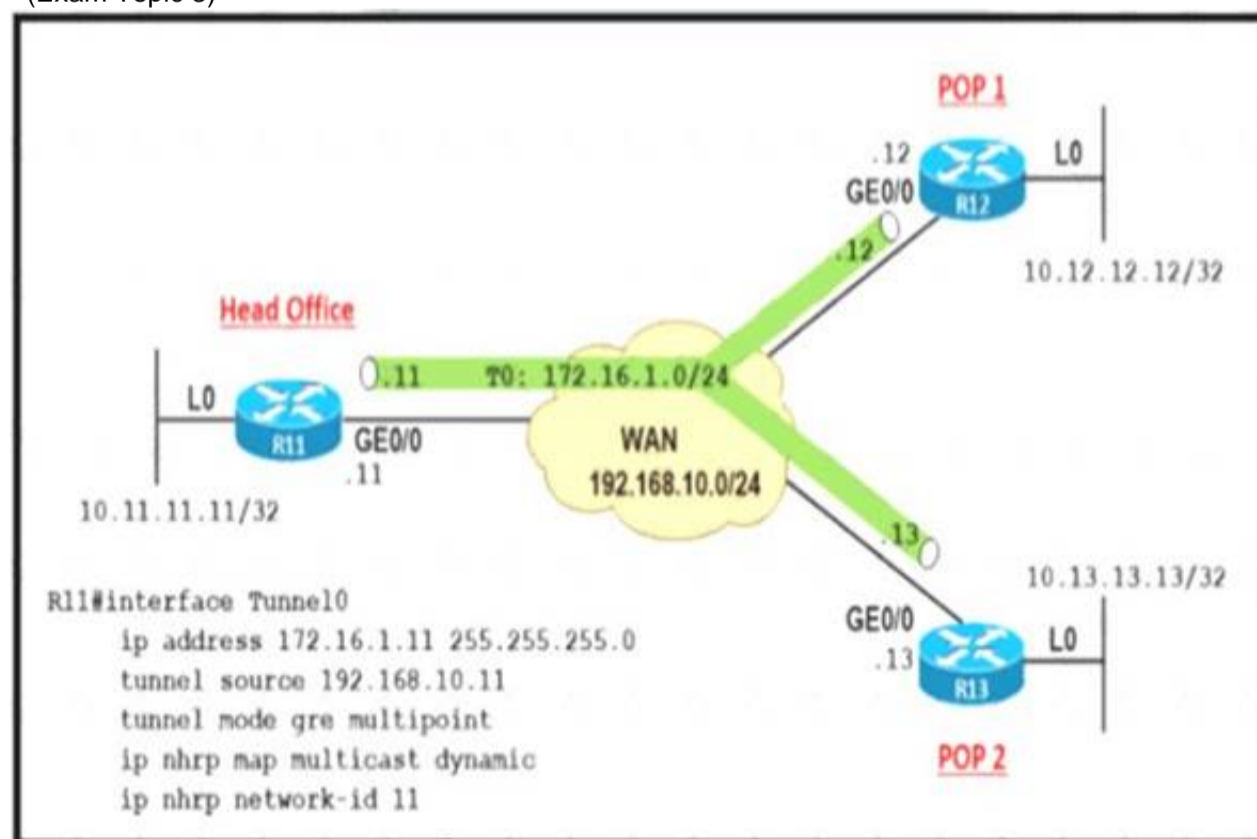 POP 1
.12
GE0/0
L0
R12
.12
10.12.12.12/32
Head Office
.11
T0: 172.16.1.0/24
L0
R11
GE0/0
.11
WAN
192.168.10.0/24
10.11.11.11/32
.13
10.13.13.13/32
GE0/0
.13
L0
R13
POP 2
R11#interface Tunnel0
ip address 172.16.1.11 255.255.255.0
tunnel source 192.168.10.11
tunnel mode gre multipoint
ip nhrp map multicast dynamic
ip nhrp network-id 11